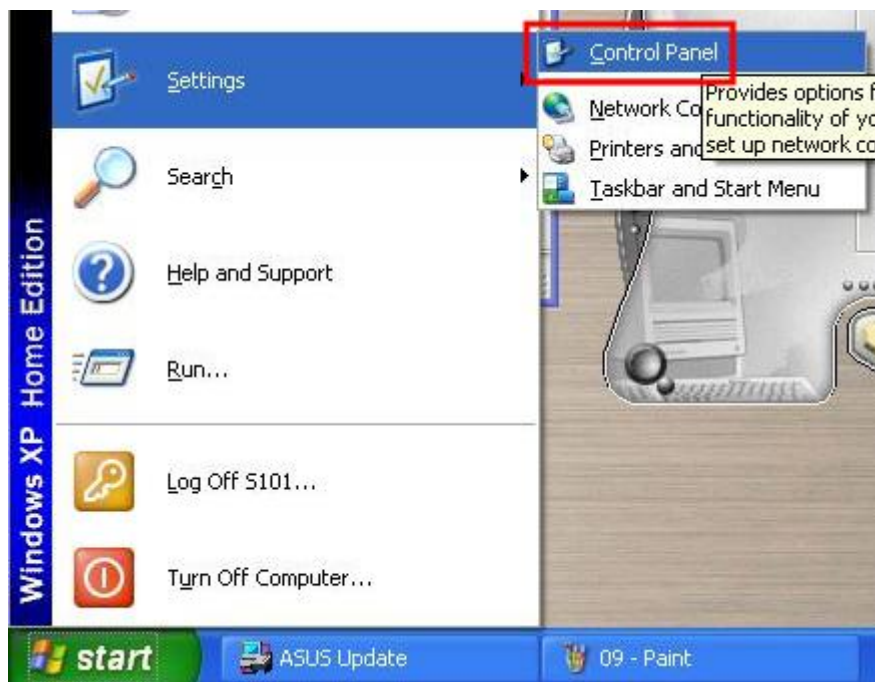 Settings
Search
Help and Support
Run...
Log Off S101...
Turn Off Computer...
Windows XP Home Edition
Control Panel
Network Co
Printers and
Taskbar and Start Menu
Provides options f
functionality of yo
set up network co
start
ASUS Update
09 - Paint